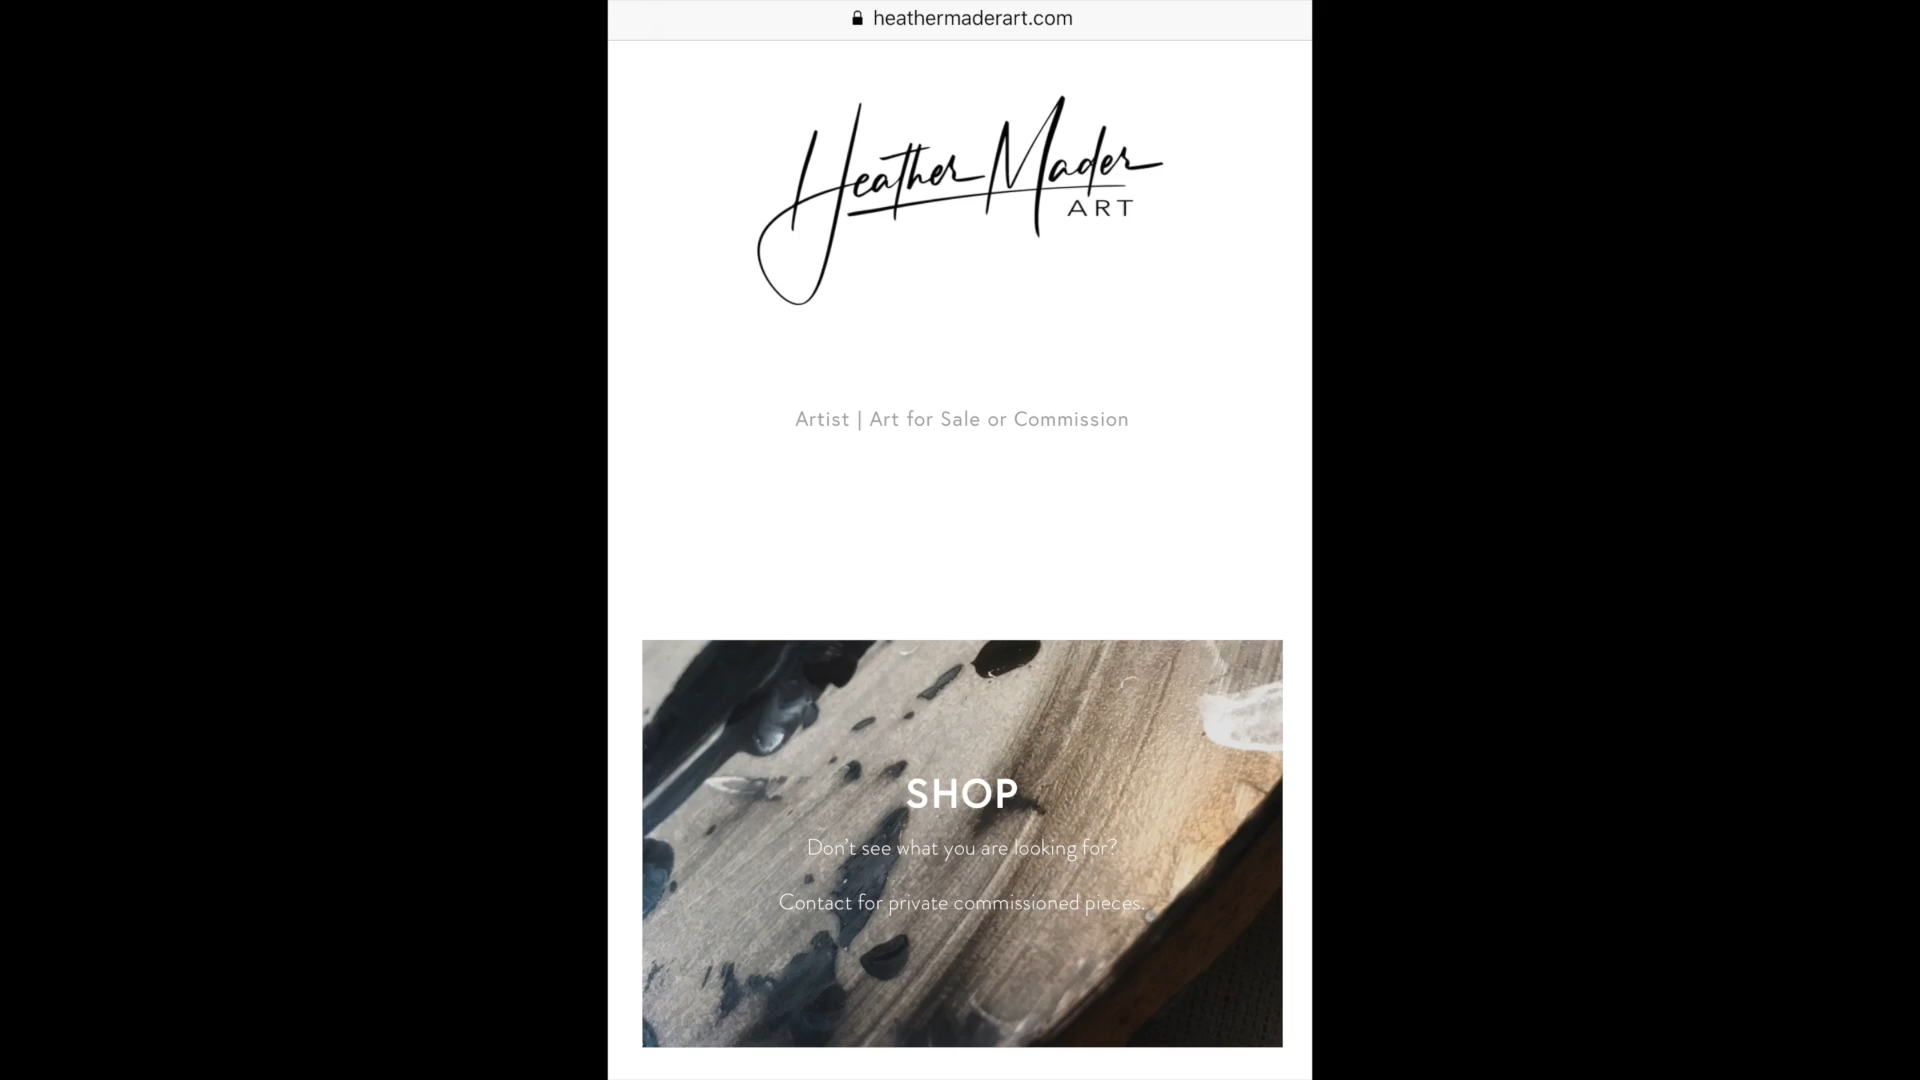 heathermaderart.com
Heather Mader
ART
Artist | Art for Sale or Commission
SHOP
Don't see what you are looking for?
Contact for private commissioned pieces.